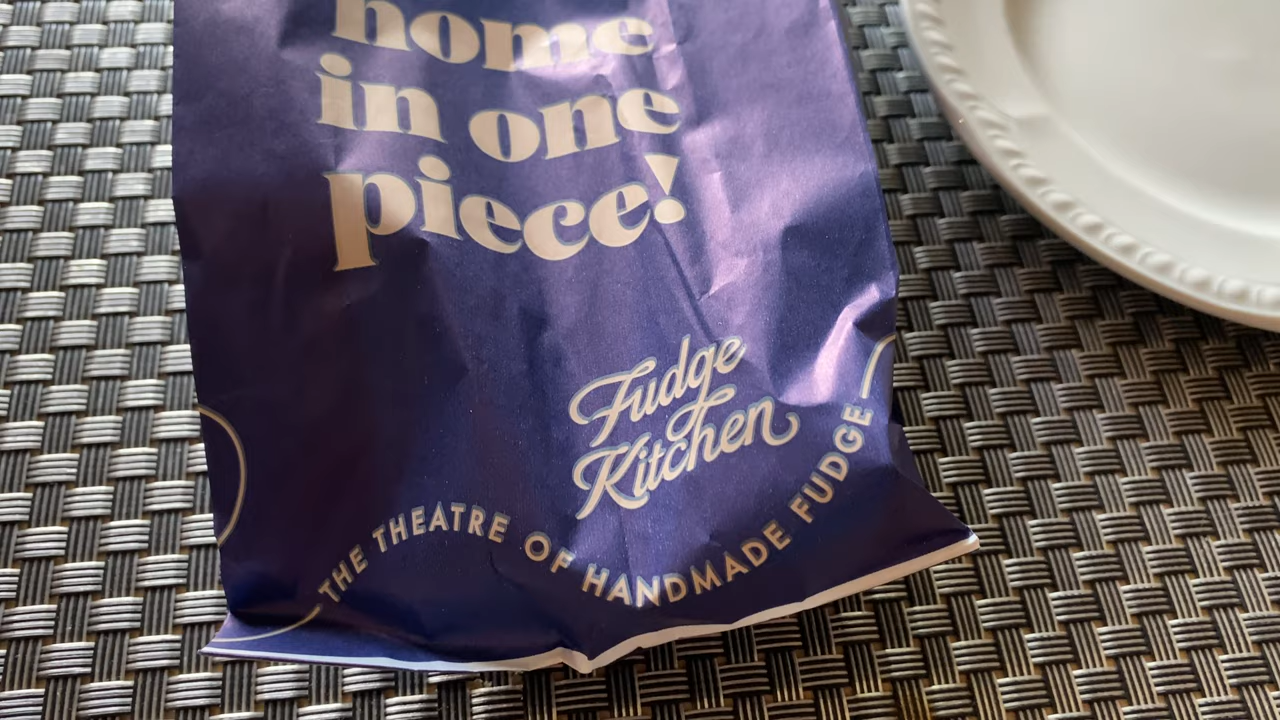 home
in one
piece!
Fudge
Kitchen
THE THEATRE OF HANDMADE FUDGE